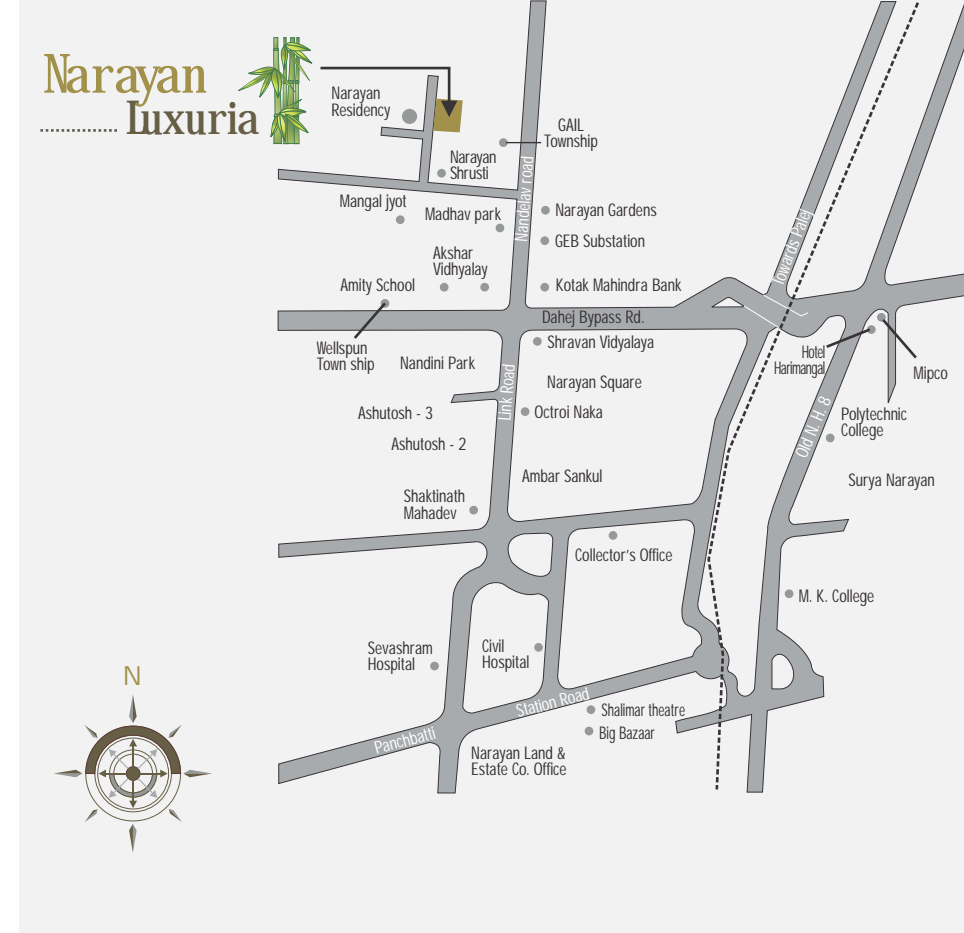 Narayan
Luxuria
Narayan
Residency
GAIL
Township
Narayan
Shrusti
Nandelav road
Mangal jyot
Madhav park
Narayan Gardens
GEB Substation
Akshar
Vidhyalay
Amity School
Kotak Mahindra Bank
Towards Palej
Dahej Bypass Rd.
Wellspun
Town ship
Nandini Park
Shravan Vidyalaya
Hotel
Harimangal
Mipco
Narayan Square
Link Road
Ashutosh - 3
Octroi Naka
Old N. H. 8
Polytechnic
College
Ashutosh - 2
Ambar Sankul
Surya Narayan
Shaktinath
Mahadev
Collector's Office
M. K. College
Sevashram
Hospital
Civil
Hospital
N
Station Road
Shalimar theatre
Panchbatti
Big Bazaar
Narayan Land &
Estate Co. Office